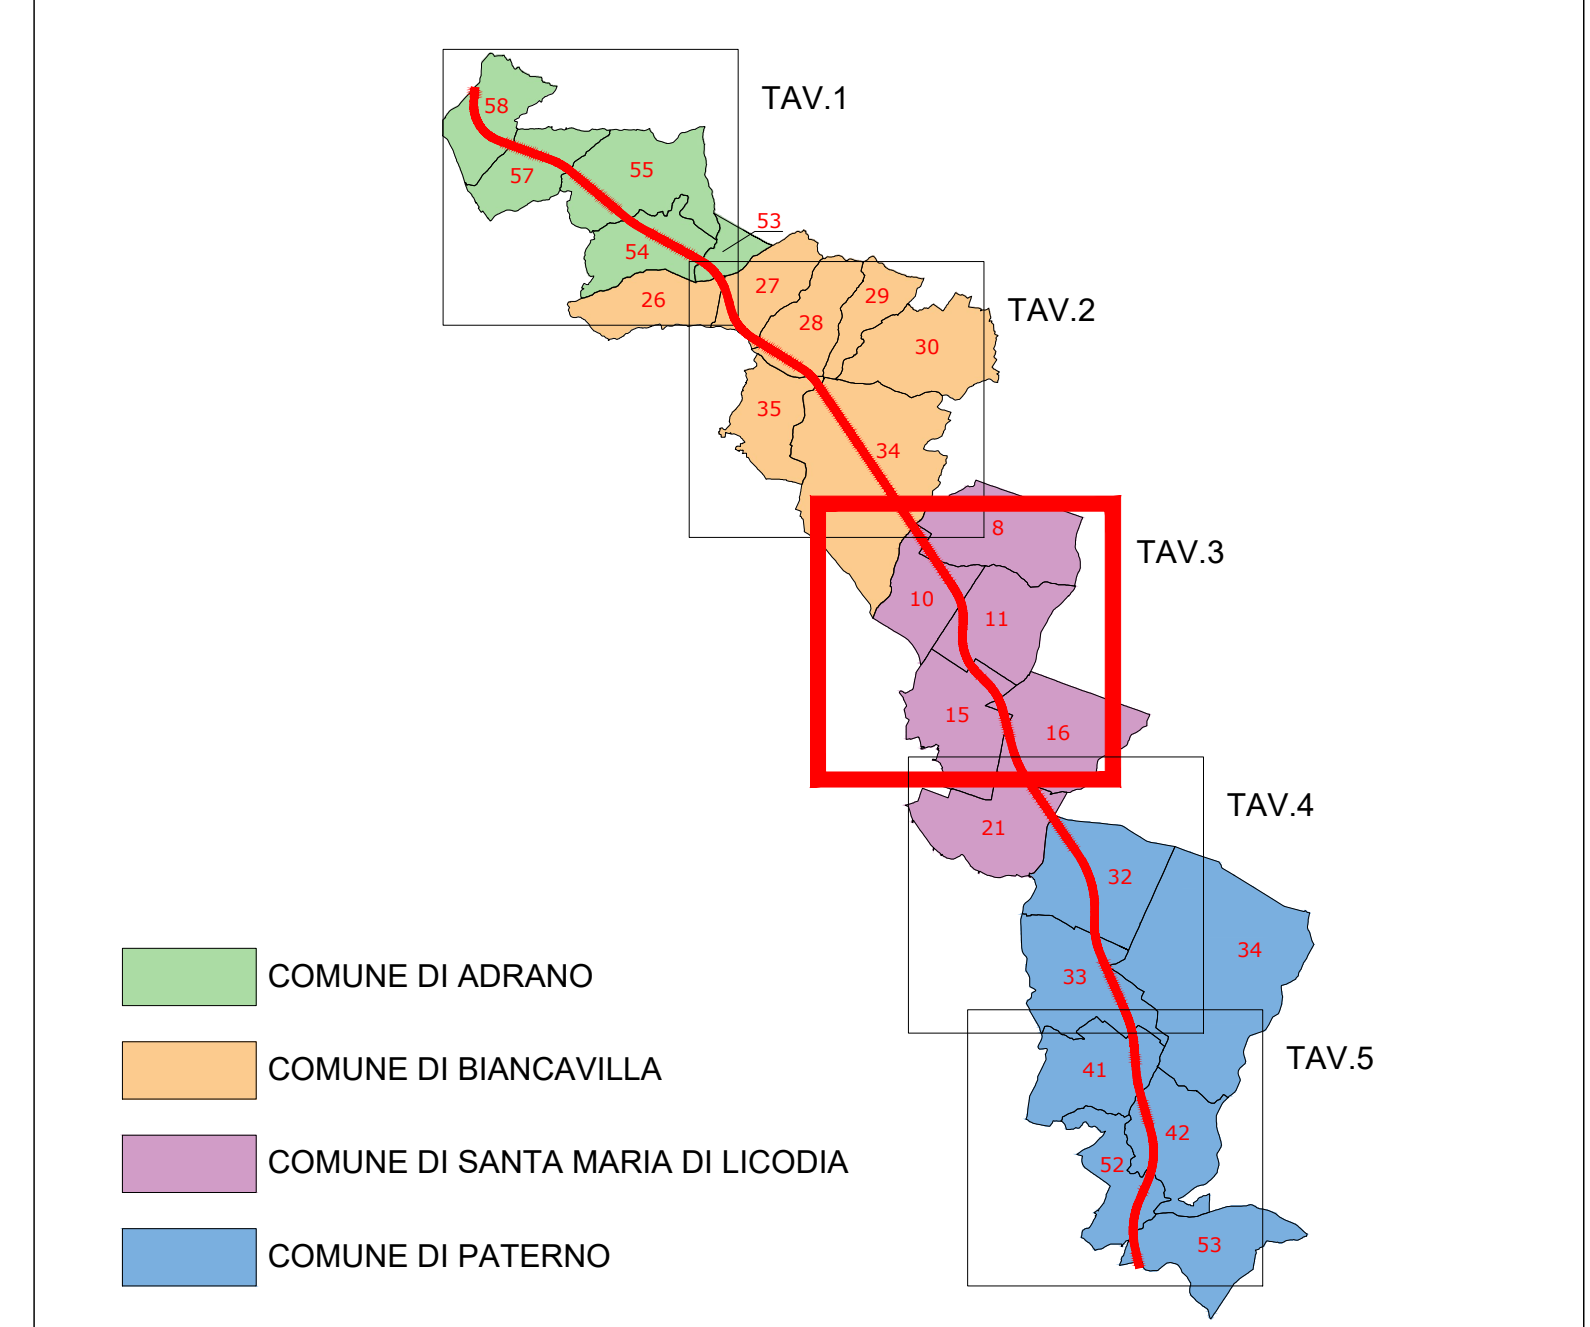 TAV.1
58
55
57
53
54
27
26
29
TAV.2
28
30
35
34
8
TAV.3
10
11
15
16
TAV.4
21
32
34
33
TAV.5
41
42
52
53
COMUNE DI ADRANO
COMUNE DI BIANCAVILLA
COMUNE DI SANTA MARIA DI LICODIA
COMUNE DI PATERNO